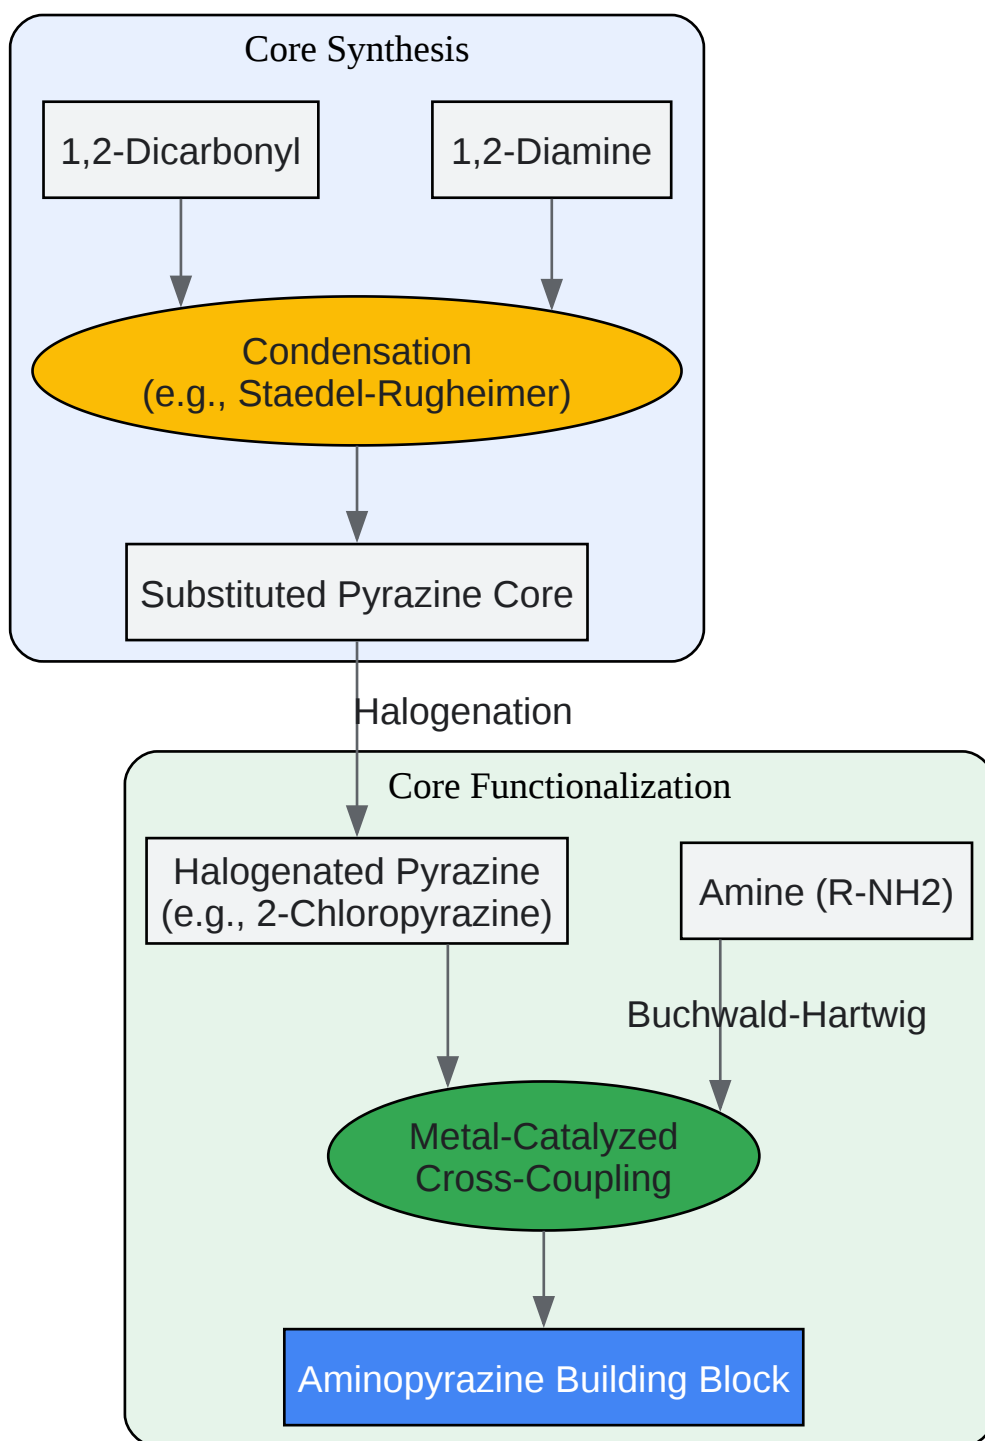 Core Synthesis
1,2-Dicarbonyl
1,2-Diamine
Condensation
(e.g., Staedel-Rugheimer)
Substituted Pyrazine Core
Halogenation
Core Functionalization
Halogenated Pyrazine
(e.g., 2-Chloropyrazine)
Amine (R-NH2)
Buchwald-Hartwig
Metal-Catalyzed
Cross-Coupling
Aminopyrazine Building Block